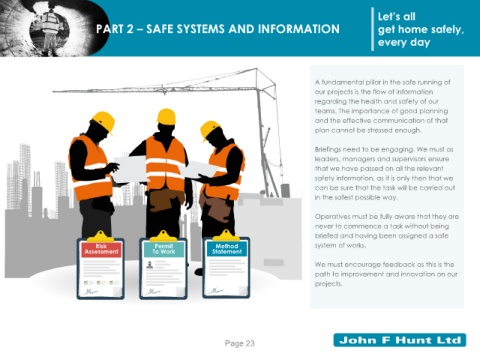 PART 2 – SAFE SYSTEMS AND INFORMATION
Let's all
get home safely,
every day
A fundamental pillar in the safe running of
our projects is the flow of information
regarding the health and safety of our
teams. The importance of good planning
and the effective communication of that
plan cannot be stressed enough.
Briefings need to be engaging. We must as
leaders, managers and supervisors ensure
that we have passed on all the relevant
safety information, as it is only then that we
can be sure that the task will be carried out
in the safest possible way.
Operatives must be fully aware that they are
never to commence a task without being
briefed and having been assigned a safe
system of works.
We must encourage feedback as this is the
path to improvement and innovation on our
projects.
Risk
Assessment
Permit
To Work
Method
Statement
Page 23
John F Hunt Ltd